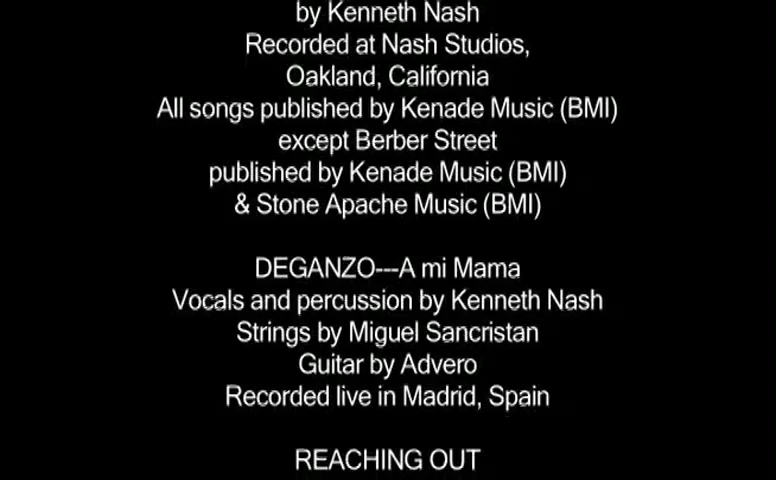 by Kenneth Nash
Recorded at Nash Studios,
Oakland, California
All songs published by Kenade Music (BMI)
except Berber Street
published by Kenade Music (BMI)
& Stone Apache Music (BMI)
DEGANZO---A mi Mama
Vocals and percussion by Kenneth Nash
Strings by Miguel Sancristan
Guitar by Advero
Recorded live in Madrid, Spain
REACHING OUT